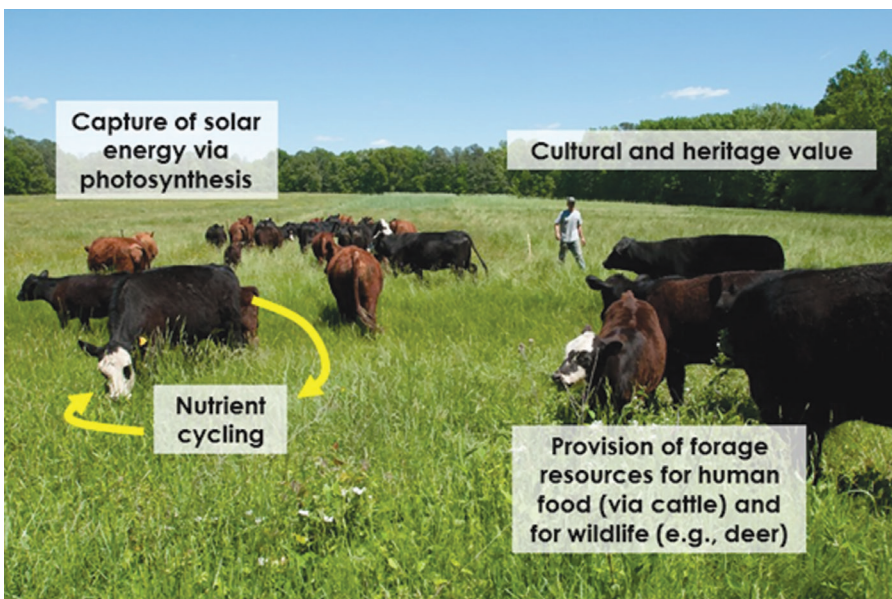 Capture of solar
energy via
photosynthesis
Cultural and heritage value
Nutrient
cycling
Provision of forage
resources for human
food (via cattle) and
for wildlife (e.g., deer)